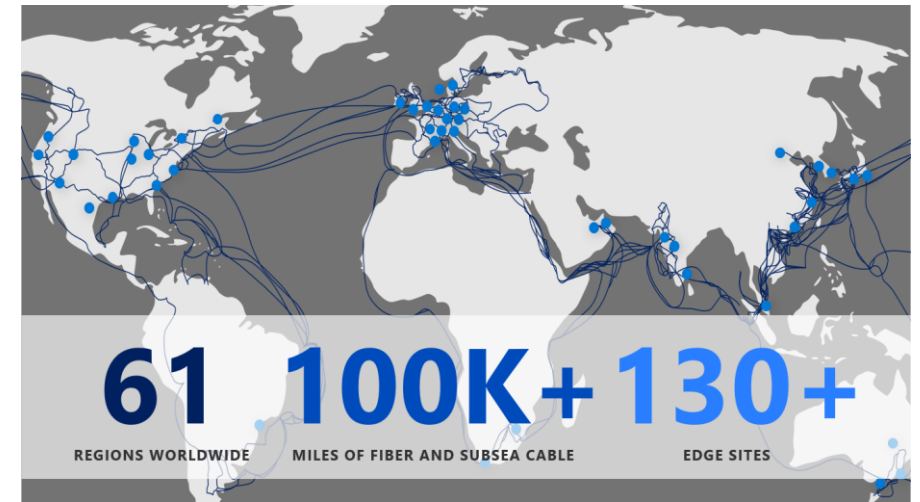 61 100K+ 130+
REGIONS WORLDWIDE MILES OF FIBER AND SUBSEA CABLE EDGE SITES